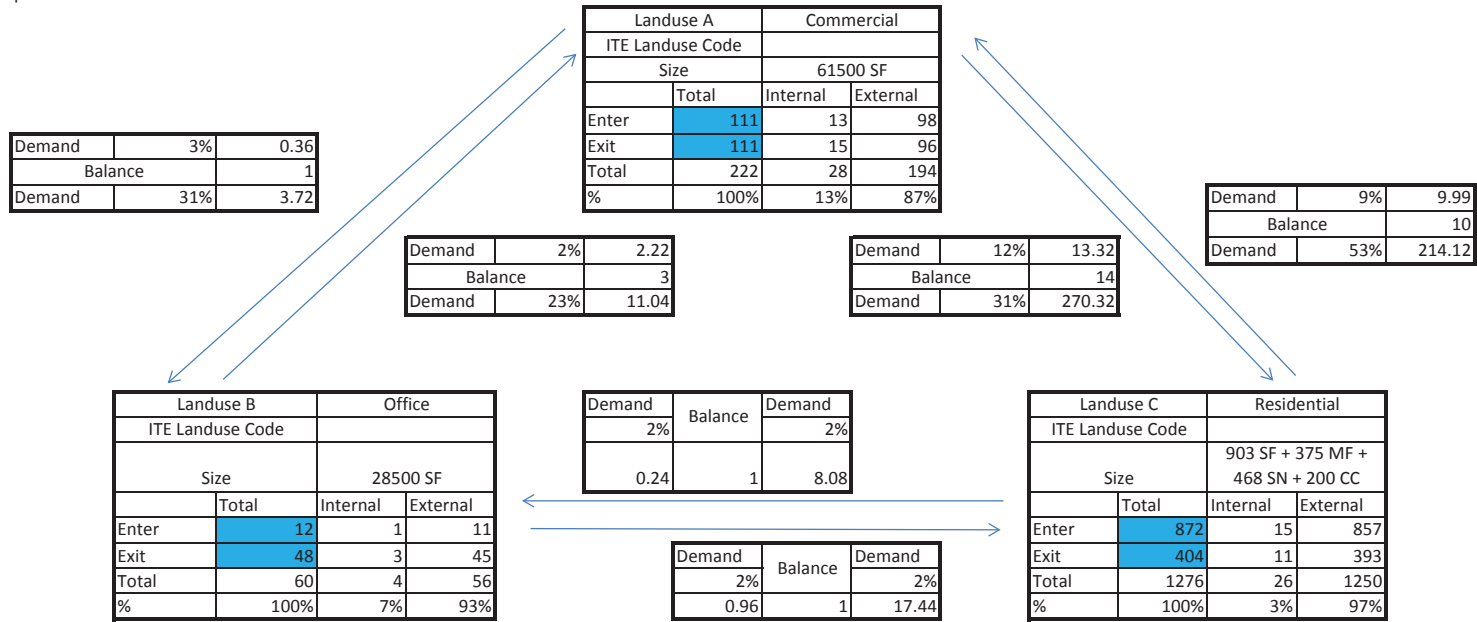 Landuse A Commercial
ITE Landuse Code
Size 61500 SF
Total Internal External
Enter 111 13 98
Exit 111 15 96
Total 222 28 194
% 100% 13% 87%
Demand 3% 0.36
Balance 1
Demand 31% 3.72
Demand 9% 9.99
Balance 10
Demand 53% 214.12
Demand 2% 2.22
Balance 3
Demand 23% 11.04
Demand 12% 13.32
Balance 14
Demand 31% 270.32
Landuse B Office
ITE Landuse Code
Size 28500 SF
Total Internal External
Enter 12 1 11
Exit 48 3 45
Total 60 4 56
% 100% 7% 93%
Demand Balance Demand
2% 2%
0.24 1 8.08
Demand Balance Demand
2% 2%
0.96 1 17.44
Landuse C Residential
ITE Landuse Code
903 SF + 375 MF +
Size 468 SN + 200 CC
Total Internal External
Enter 872 15 857
Exit 404 11 393
Total 1276 26 1250
% 100% 3% 97%